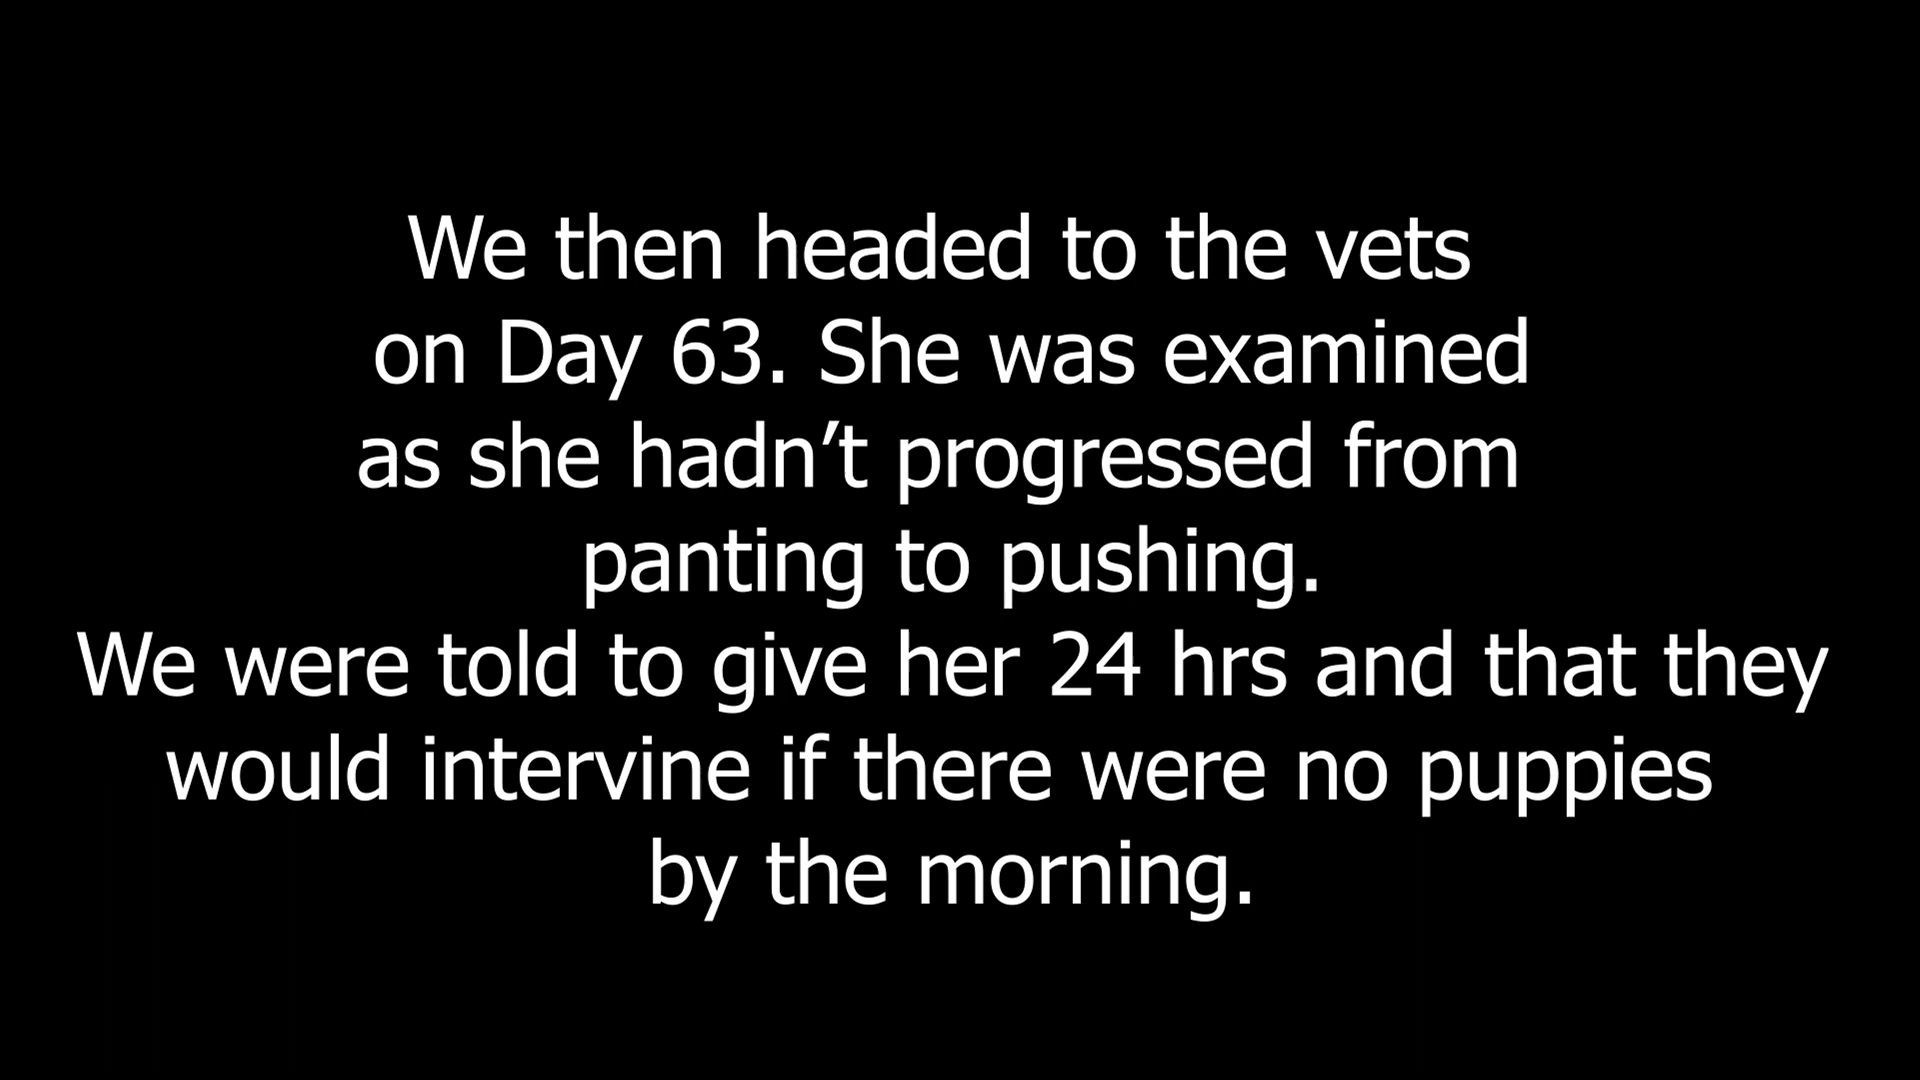 We then headed to the vets
on Day 63. She was examined
as she hadn’t progressed from
panting to pushing.
We were told to give her 24 hrs and that they
would intervine if there were no puppies
by the morning.